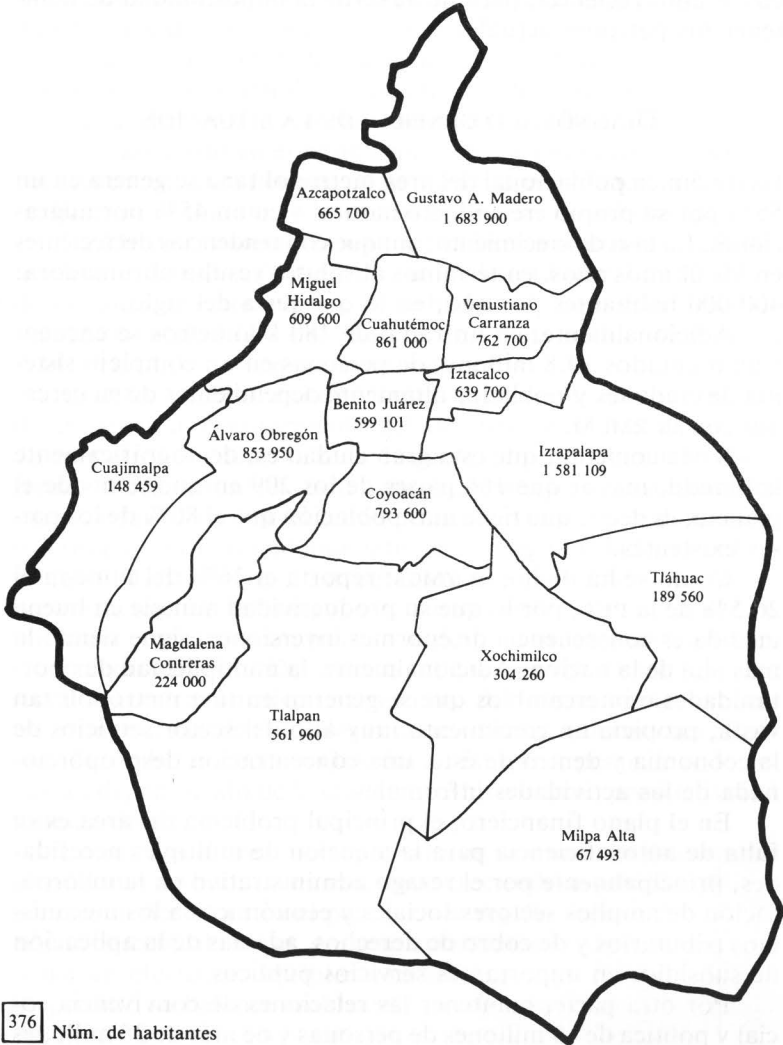 Azcapotzalco
665 700
Gustavo A. Madero
1 683 900
Miguel
Hidalgo
609 600
Cuahutémoc
861 000
Venustiano
Carranza
762 700
Iztacalco
639 700
Benito Juárez
599 101
Álvaro Obregón
853 950
Iztapalapa
1 581 109
Cuajimalpa
148 459
Coyoacán
793 600
Tláhuac
189 560
Magdalena
Contreras
224 000
Xochimilco
304 260
Tlalpan
561 960
Milpa Alta
67 493
376 Núm. de habitantes